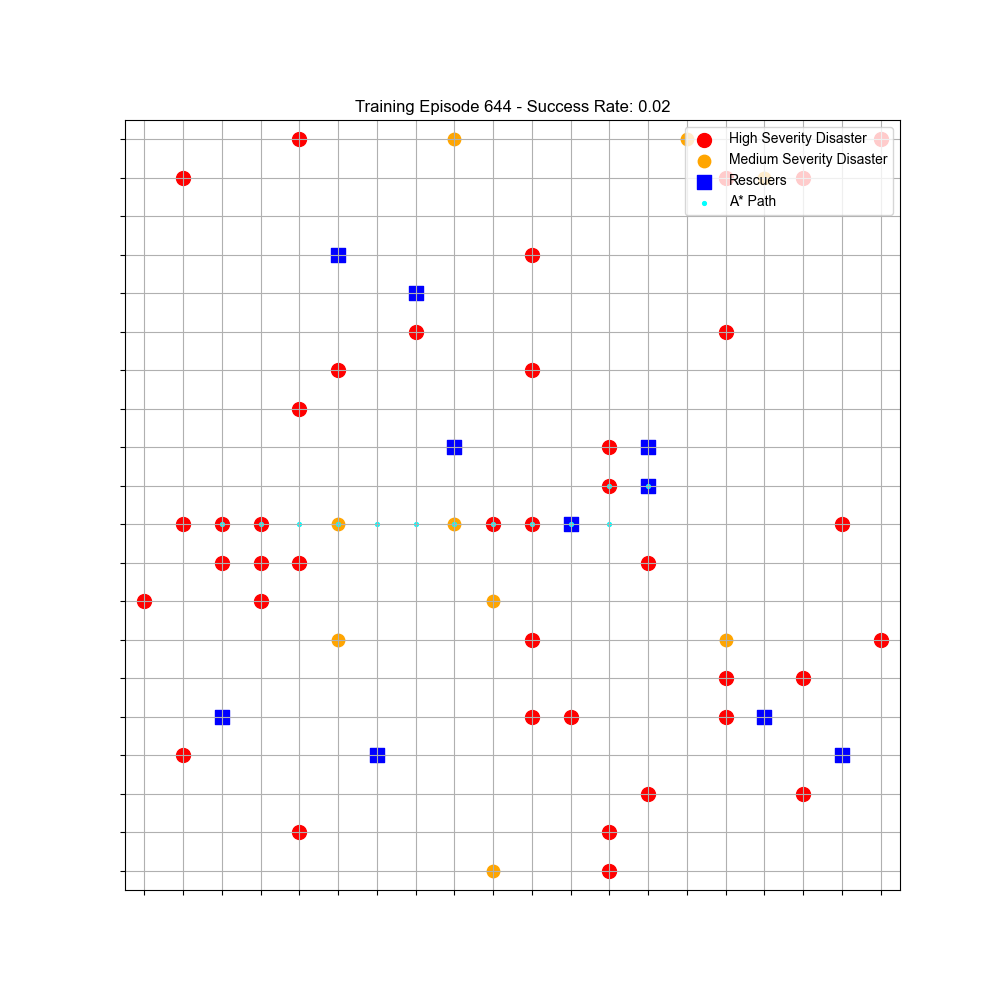 Training Episode 644 - Success Rate: 0.02
High Severity Disaster
Medium Severity Disaster
Rescuers
A* Path